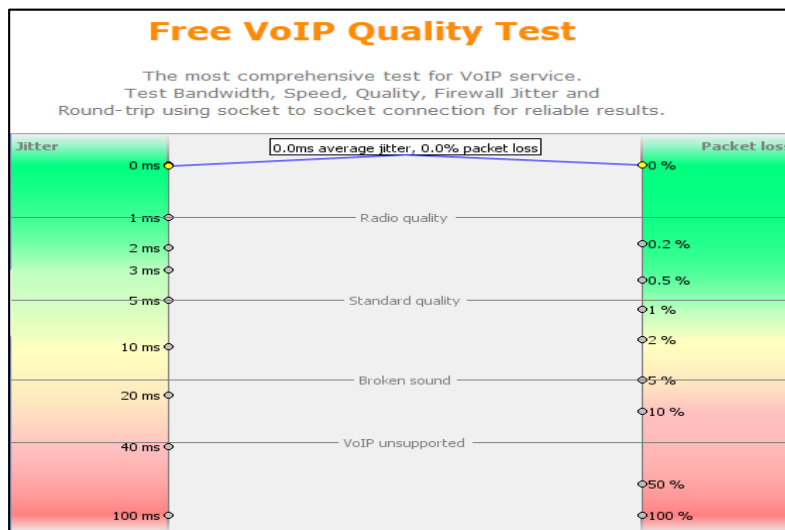 Free VoIP Quality Test
The most comprehensive test for VoIP service.
Test Bandwidth, Speed, Quality, Firewall Jitter and
Round-trip using socket to socket connection for reliable results.
Jitter
0.0ms average jitter, 0.0% packet loss
Packet loss
0 ms
0 %
1 ms
Radio quality
2 ms
0.2 %
3 ms
0.5 %
5 ms
Standard quality
1 %
10 ms
2 %
Broken sound
5 %
20 ms
10 %
40 ms
VoIP unsupported
50 %
100 ms
100 %